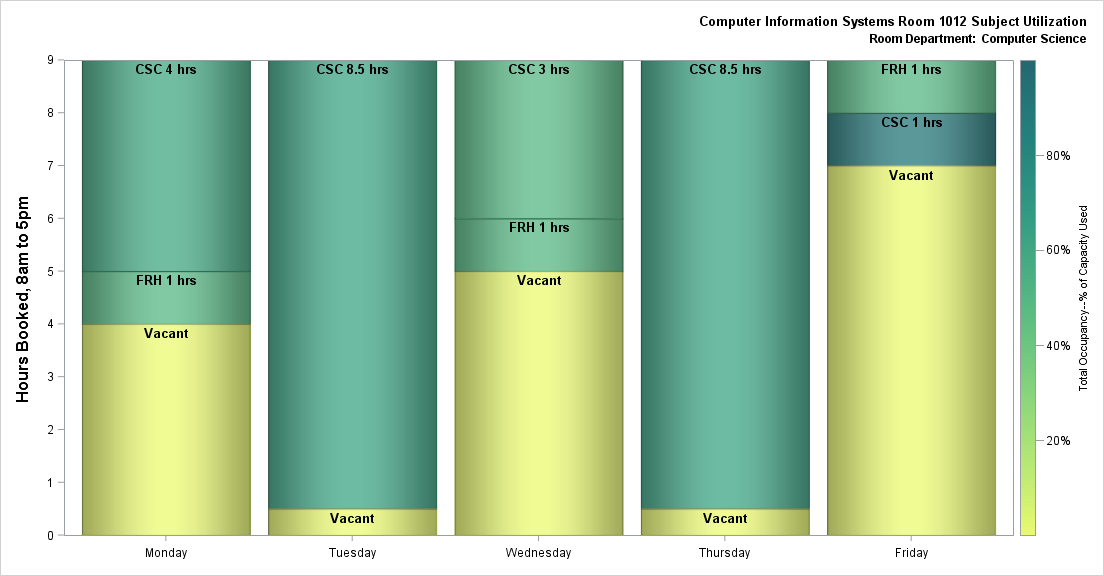 Computer Information Systems Room 1012 Subject Utilization
Room Department: Computer Science
Hours Booked, 8am to 5pm
9
8
7
6
5
4
3
2
1
0
CSC 4 hrs
FRH 1 hrs
Vacant
CSC 8.5 hrs
Vacant
CSC 3 hrs
FRH 1 hrs
Vacant
CSC 8.5 hrs
Vacant
FRH 1 hrs
CSC 1 hrs
Vacant
Monday
Tuesday
Wednesday
Thursday
Friday
80%
60%
40%
20%
Total Occupancy--% of Capacity Used